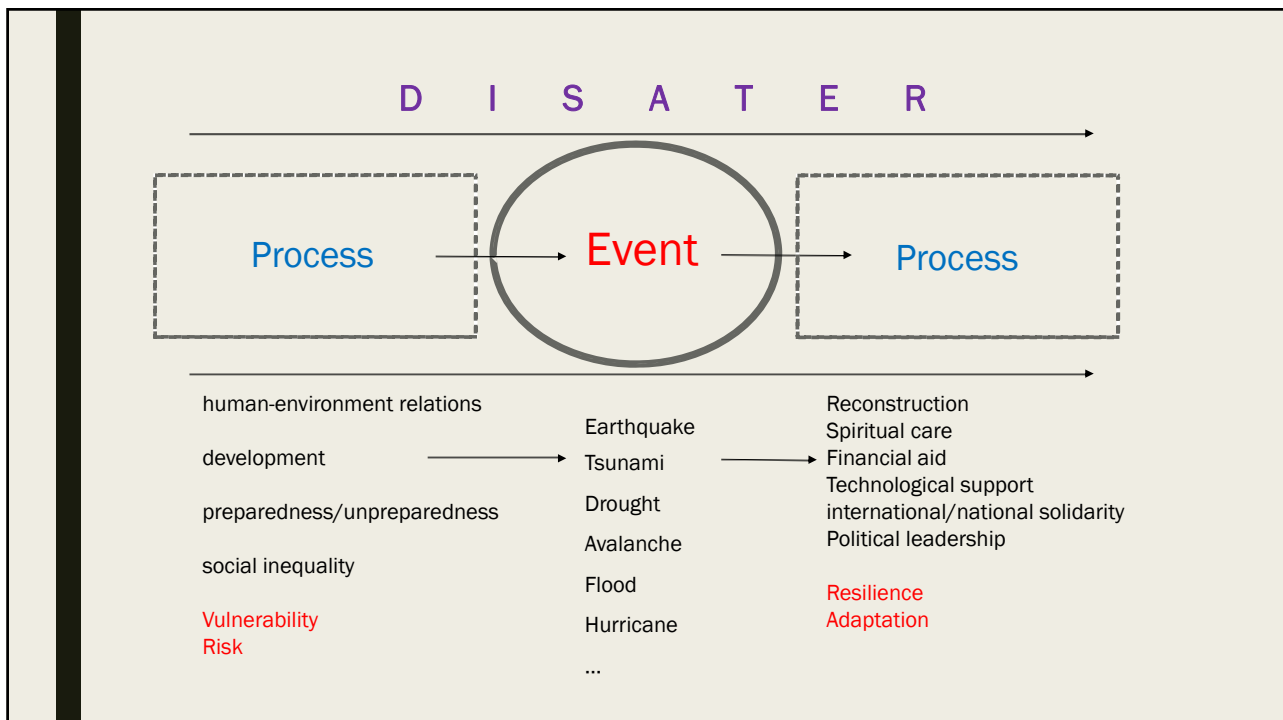 D I S A T E R
Process
Event
Process
human-environment relations
development
preparedness/unpreparedness
social inequality
Vulnerability
Risk
Earthquake
Tsunami
Drought
Avalanche
Flood
Hurricane
...
Reconstruction
Spiritual care
Financial aid
Technological support
international/national solidarity
Political leadership
Resilience
Adaptation